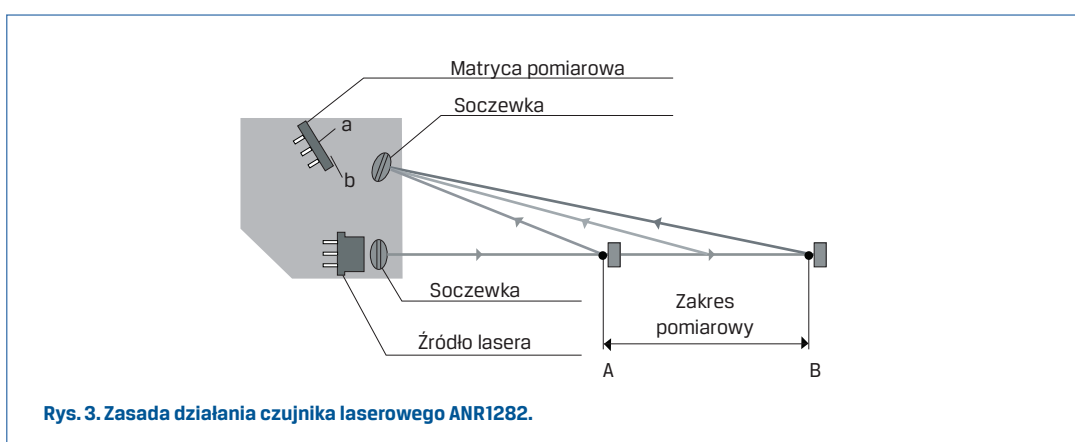 Matryca pomiarowa
Soczewka
a
b
Soczewka
Zakres
pomiarowy
Źródło lasera
A
B
Rys. 3. Zasada działania czujnika laserowego ANR1282.